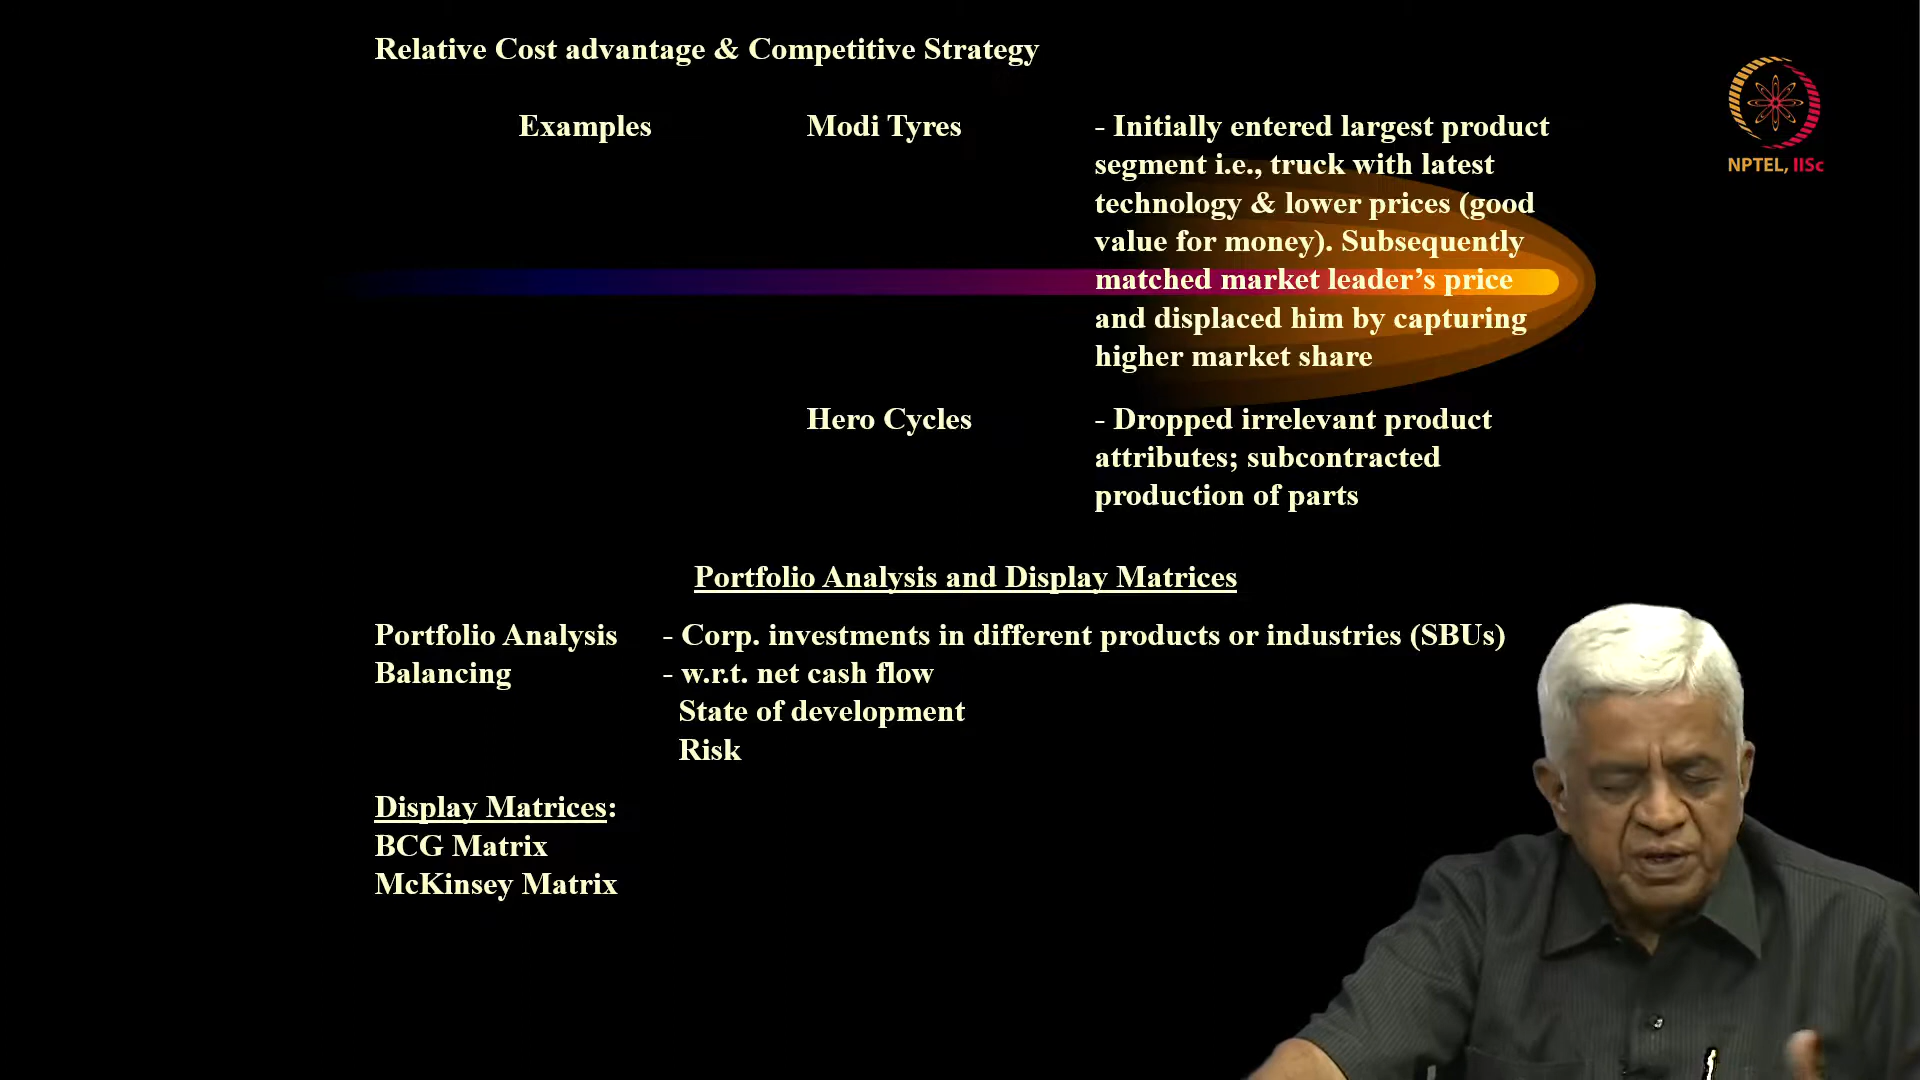 Relative Cost advantage & Competitive Strategy
Examples Modi Tyres - Initially entered largest product
segment i.e., truck with latest
technology & lower prices (good
value for money). Subsequently
matched market leader’s price
and displaced him by capturing
higher market share
Hero Cycles - Dropped irrelevant product
attributes; subcontracted
production of parts
Portfolio Analysis and Display Matrices
Portfolio Analysis - Corp. investments in different products or industries (SBUs)
Balancing - w.r.t. net cash flow
State of development
Risk
Display Matrices:
BCG Matrix
McKinsey Matrix
NPTEL, IISc